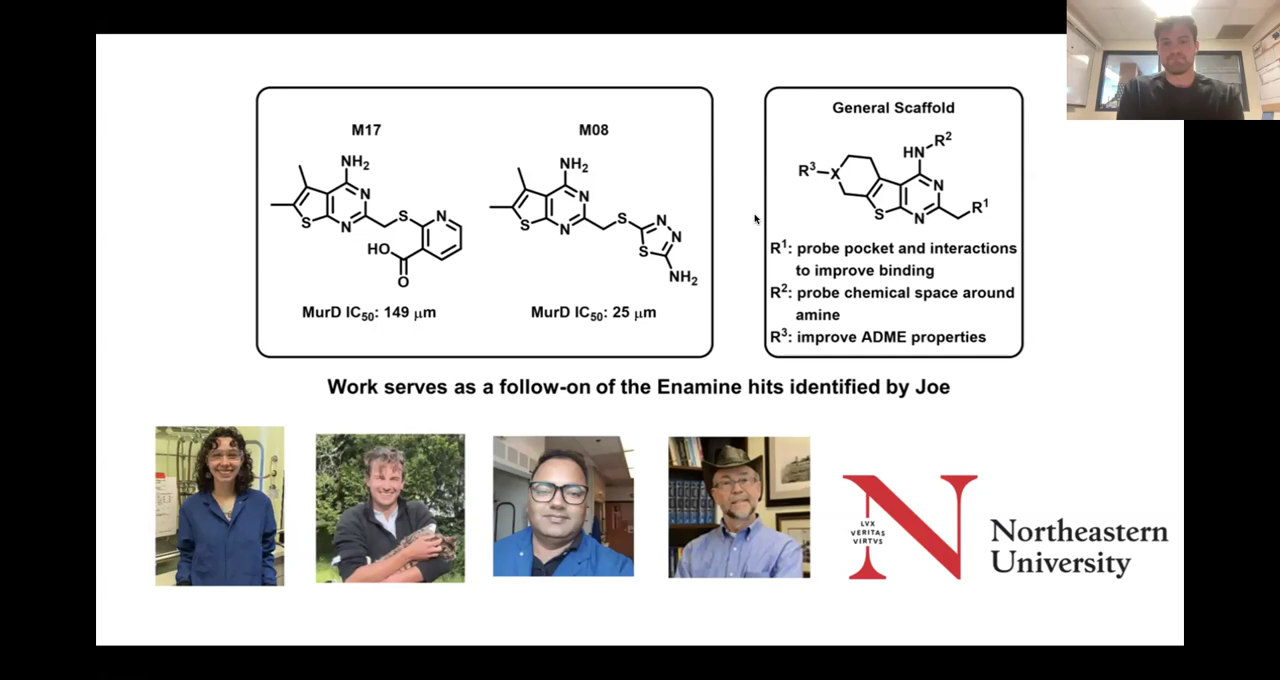 M17
NH2
N
N
S
S
N
HO
O
MurD IC50: 149 μm
M08
NH2
N
N
S
S
N
N
S
NH2
MurD IC50: 25 μm
General Scaffold
HN
R2
R3
X
N
N
S
R1
R1: probe pocket and interactions
to improve binding
R2: probe chemical space around
amine
R3: improve ADME properties
Work serves as a follow-on of the Enamine hits identified by Joe
LVX
VERITAS
VIRTVS
Northeastern
University